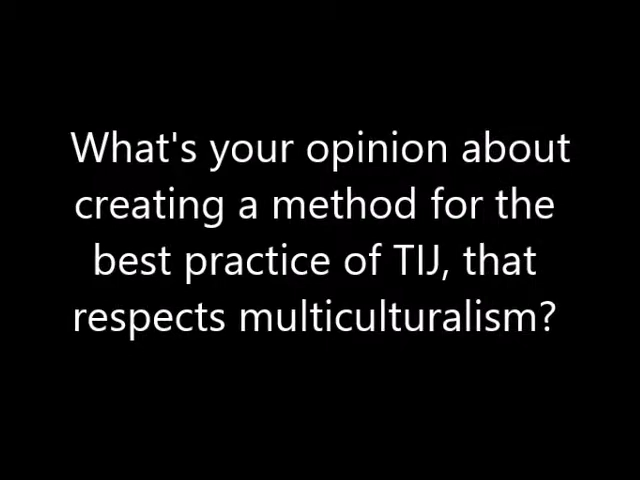 What's your opinion about
creating a method for the
best practice of TIJ, that
respects multiculturalism?